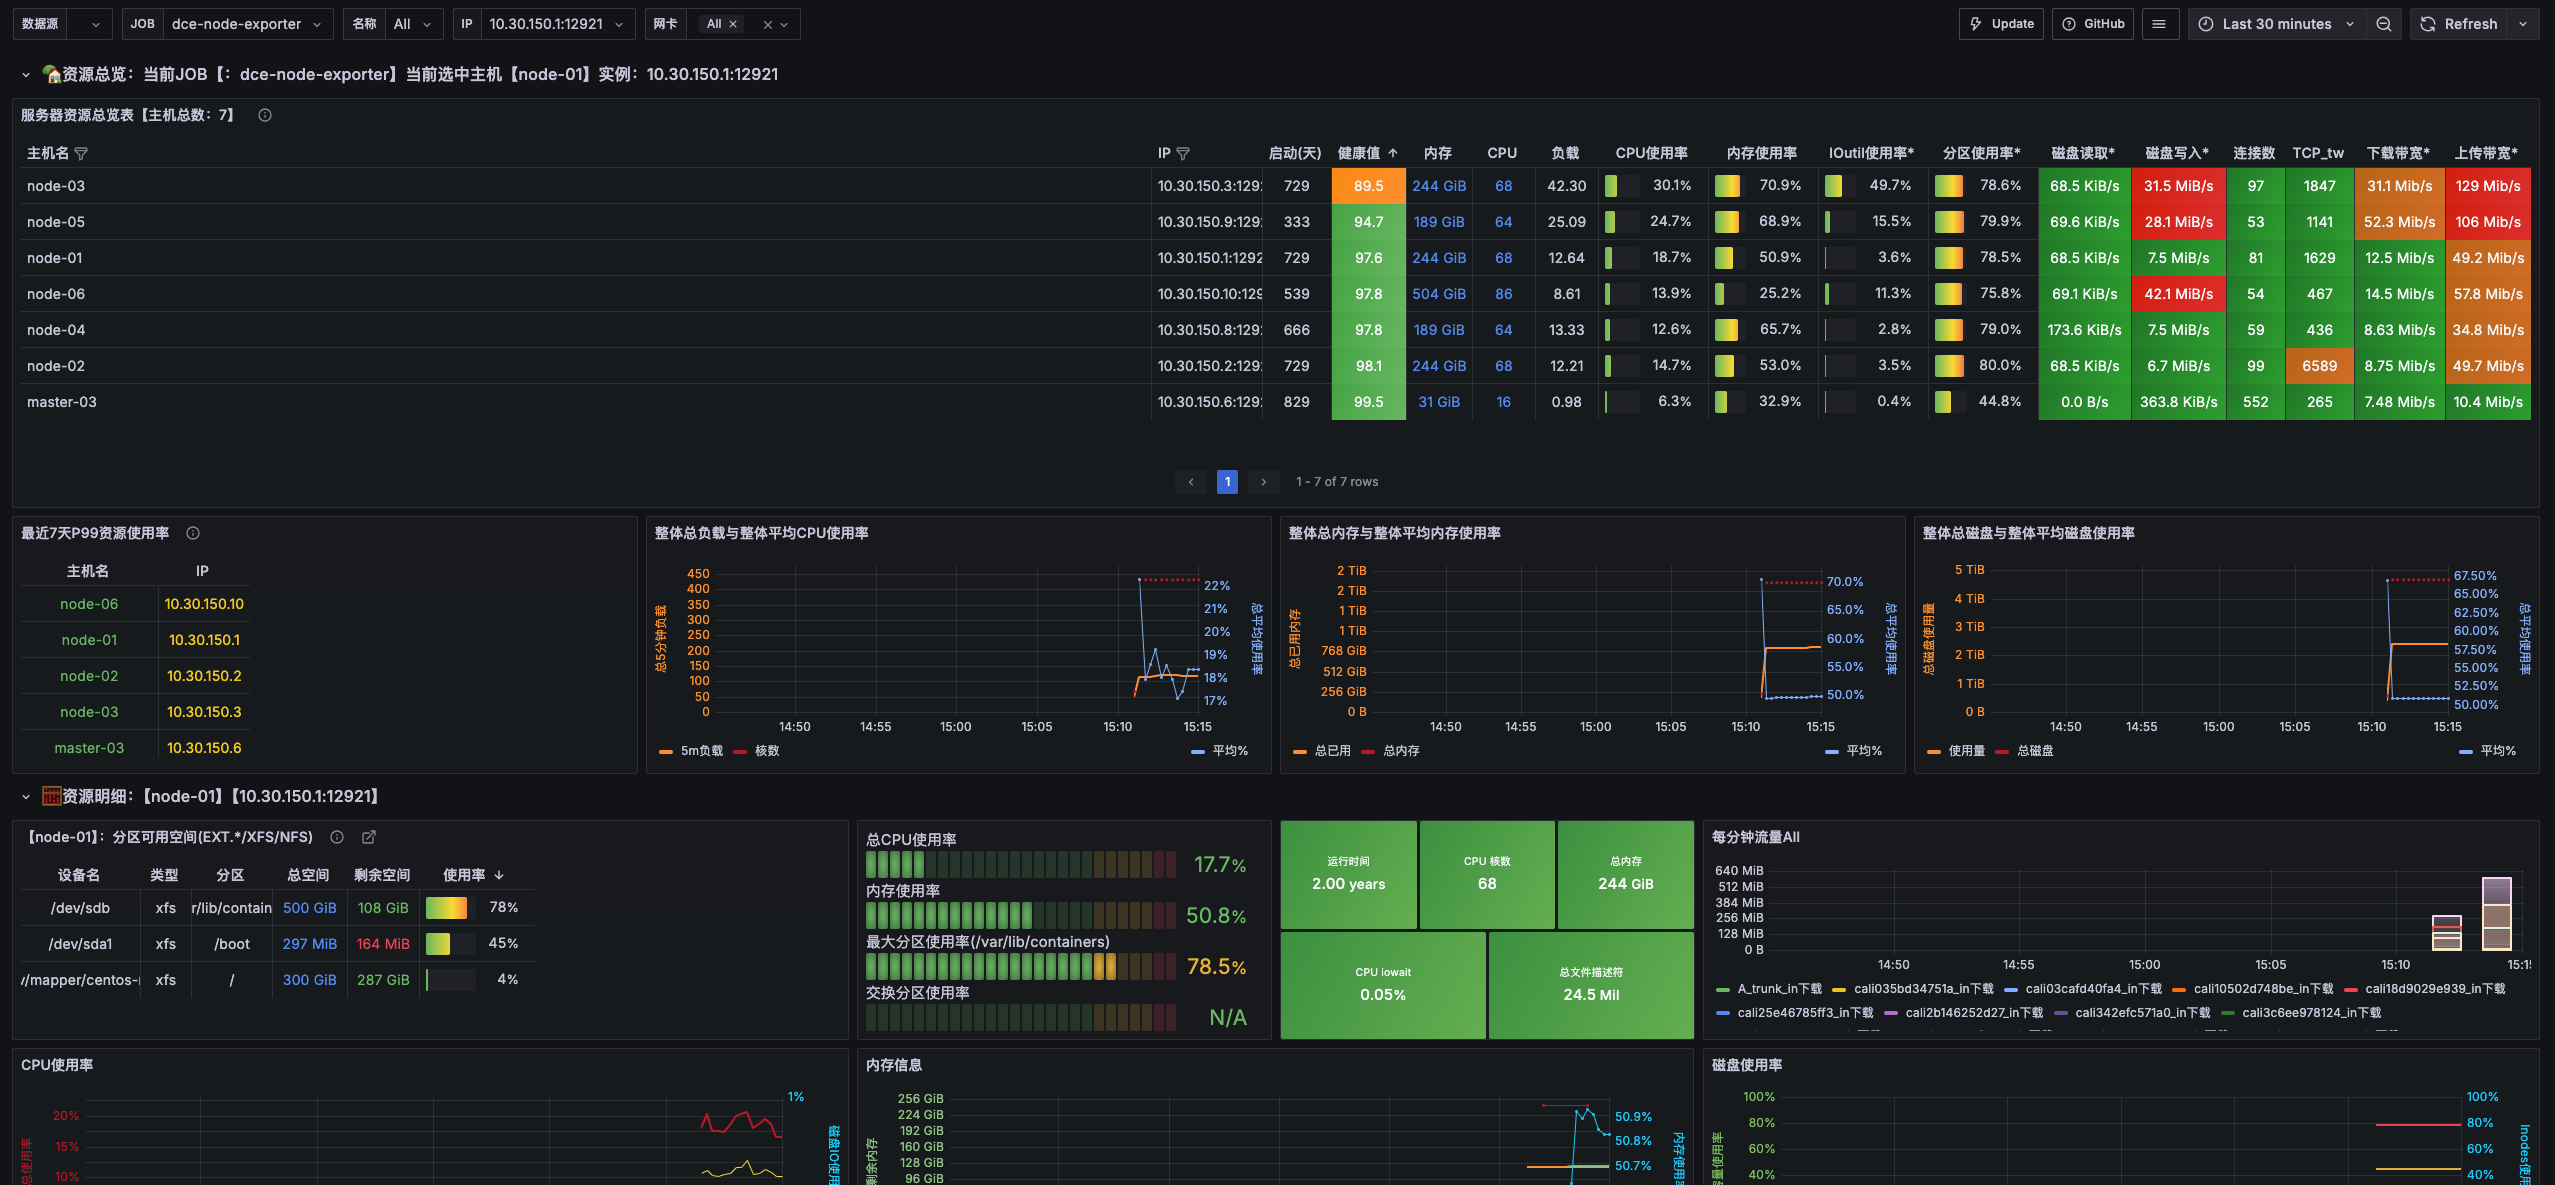 数据源
JOB dce-node-exporter
名称 All
IP 10.30.150.1:12921
网卡 All
Update
GitHub
Last 30 minutes
Refresh
资源总览：当前JOB【：dce-node-exporter】当前选中主机【node-01】实例：10.30.150.1:12921
服务器资源总览表【主机总数：7】
主机名 IP 启动(天) 健康值 内存 CPU 负载 CPU使用率 内存使用率 IOutil使用率* 分区使用率* 磁盘读取* 磁盘写入* 连接数 TCP_tw 下载带宽* 上传带宽*
node-03 10.30.150.3:129 729 89.5 244 GiB 68 42.30 30.1% 70.9% 49.7% 78.6% 68.5 KiB/s 31.5 MiB/s 97 1847 31.1 Mib/s 129 Mib/s
node-05 10.30.150.9:129 333 94.7 189 GiB 64 25.09 24.7% 68.9% 15.5% 79.9% 69.6 KiB/s 28.1 MiB/s 53 1141 52.3 Mib/s 106 Mib/s
node-01 10.30.150.1:1292 729 97.6 244 GiB 68 12.64 18.7% 50.9% 3.6% 78.5% 68.5 KiB/s 7.5 MiB/s 81 1629 12.5 Mib/s 49.2 Mib/s
node-06 10.30.150.10:129 539 97.8 504 GiB 86 8.61 13.9% 25.2% 11.3% 75.8% 69.1 KiB/s 42.1 MiB/s 54 467 14.5 Mib/s 57.8 Mib/s
node-04 10.30.150.8:129 666 97.8 189 GiB 64 13.33 12.6% 65.7% 2.8% 79.0% 173.6 KiB/s 7.5 MiB/s 59 436 8.63 Mib/s 34.8 Mib/s
node-02 10.30.150.2:129 729 98.1 244 GiB 68 12.21 14.7% 53.0% 3.5% 80.0% 68.5 KiB/s 6.7 MiB/s 99 6589 8.75 Mib/s 49.7 Mib/s
master-03 10.30.150.6:129 829 99.5 31 GiB 16 0.98 6.3% 32.9% 0.4% 44.8% 0.0 B/s 363.8 KiB/s 552 265 7.48 Mib/s 10.4 Mib/s
1
1 - 7 of 7 rows
最近7天P99资源使用率
主机名 IP
node-06 10.30.150.10
node-01 10.30.150.1
node-02 10.30.150.2
node-03 10.30.150.3
master-03 10.30.150.6
整体总负载与整体平均CPU使用率
总5分钟负载
450
400
350
300
250
200
150
100
50
0
22%
21%
20%
19%
18%
17%
总平均使用率
14:50 14:55 15:00 15:05 15:10 15:15
5m负载 核数 平均%
整体总内存与整体平均内存使用率
总已用内存
2 TiB
2 TiB
1 TiB
1 TiB
768 GiB
512 GiB
256 GiB
0 B
70.0%
65.0%
60.0%
55.0%
50.0%
总平均使用率
14:50 14:55 15:00 15:05 15:10 15:15
总已用 总内存 平均%
整体总磁盘与整体平均磁盘使用率
总磁盘使用量
5 TiB
4 TiB
3 TiB
2 TiB
1 TiB
0 B
67.50%
65.00%
62.50%
60.00%
57.50%
55.00%
52.50%
50.00%
总平均使用率
14:50 14:55 15:00 15:05 15:10 15:15
使用量 总磁盘 平均%
资源明细：【node-01】【10.30.150.1:12921】
【node-01】：分区可用空间(EXT.*/XFS/NFS)
设备名 类型 分区 总空间 剩余空间 使用率
/dev/sdb xfs r/lib/contain 500 GiB 108 GiB 78%
/dev/sda1 xfs /boot 297 MiB 164 MiB 45%
/mapper/centos- xfs / 300 GiB 287 GiB 4%
总CPU使用率
17.7%
内存使用率
50.8%
最大分区使用率(/var/lib/containers)
78.5%
交换分区使用率
N/A
运行时间
2.00 years
CPU 核数
68
总内存
244 GiB
CPU iowait
0.05%
总文件描述符
24.5 Mil
每分钟流量All
640 MiB
512 MiB
384 MiB
256 MiB
128 MiB
0 B
14:50 14:55 15:00 15:05 15:10 15:1
A_trunk_in下载 cali035bd34751a_in下载 cali03cafd40fa4_in下载 cali10502d748be_in下载 cali18d9029e939_in下载
cali25e46785ff3_in下载 cali2b146252d27_in下载 cali342efc571a0_in下载 cali3c6ee978124_in下载
CPU使用率
20%
15%
10%
总使用率
1%
磁盘IO使用
内存信息
256 GiB
224 GiB
192 GiB
160 GiB
128 GiB
96 GiB
剩余内存
50.9%
50.8%
50.7%
内存使用
磁盘使用率
100%
80%
60%
40%
量使用率
100%
80%
60%
40%
Inodes使